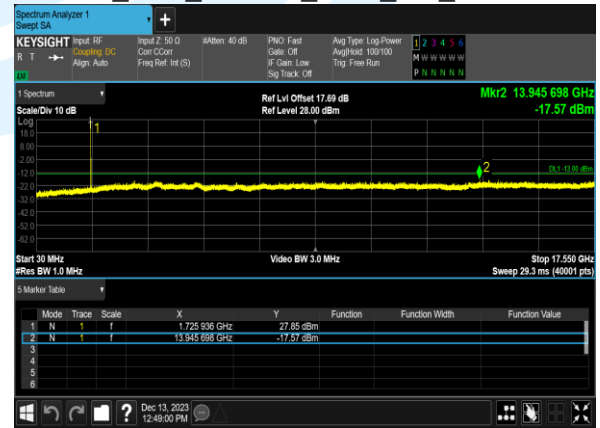 Spectrum Analyzer 1
Swept SA
+
KEYSIGHT Input: RF Input Z: 50 Ω #Atten: 40 dB PNO: Fast Avg Type: Log-Power 1 2 3 4 5 6
R T Coupling: DC Corr CCorr Gate: Off Avg|Hold: 100/100 M W W W W W
Align: Auto Freq Ref: Int (S) IF Gain: Low Trig: Free Run
Sig Track: Off P N N N N N
LV
1 Spectrum
Ref Lvl Offset 17.69 dB Mkr2 13.945 698 GHz
Scale/Div 10 dB Ref Level 28.00 dBm -17.57 dBm
Log
18.0
8.00
-2.00
-12.0
-22.0
-32.0
-42.0
-52.0
-62.0
1
2
DL1 -13.00 dBm
Start 30 MHz Video BW 3.0 MHz Stop 17.550 GHz
#Res BW 1.0 MHz Sweep 29.3 ms (40001 pts)
5 Marker Table
Mode Trace Scale X Y Function Function Width Function Value
1 N 1 f 1.725 936 GHz 27.85 dBm
2 N 1 f 13.945 698 GHz -17.57 dBm
3
4
5
6
? Dec 13, 2023
12:49:00 PM